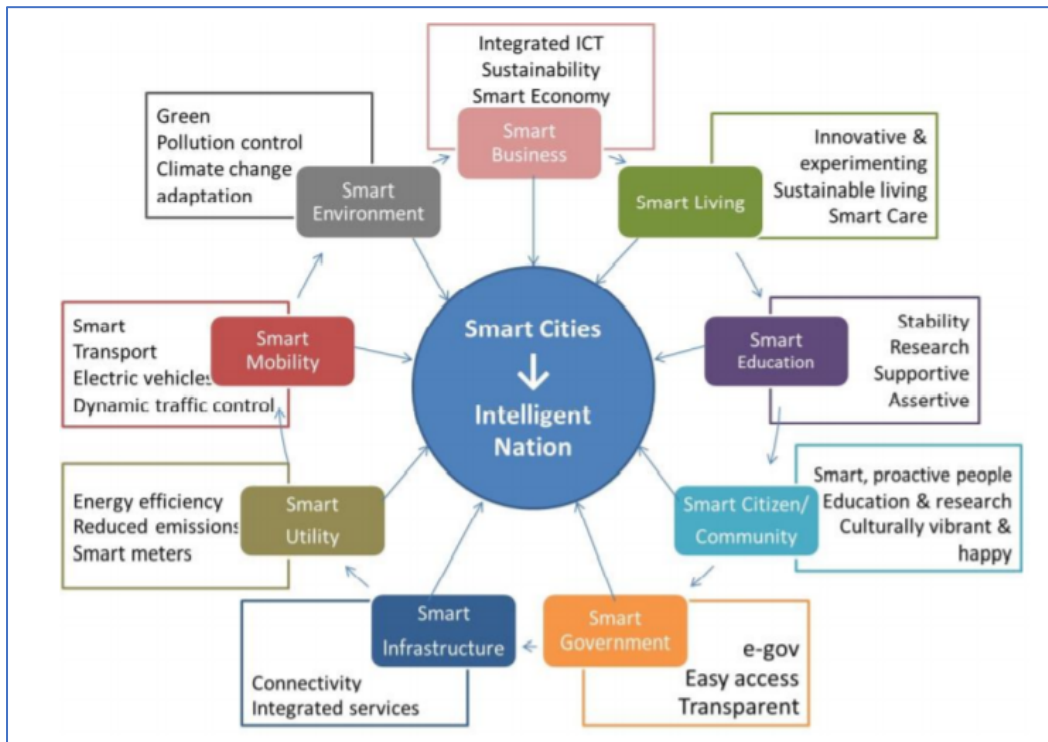 Integrated ICT
Sustainability
Smart Economy
Smart
Business
Innovative &
experimenting
Sustainable living
Smart Care
Smart Living
Stability
Research
Supportive
Assertive
Smart
Education
Smart, proactive people
Education & research
Culturally vibrant &
happy
Smart Citizen/
Community
e-gov
Easy access
Transparent
Smart
Government
Smart
Infrastructure
Connectivity
Integrated services
Energy efficiency
Reduced emissions
Smart meters
Smart
Utility
Smart
Transport
Electric vehicles
Dynamic traffic control
Smart
Mobility
Green
Pollution control
Climate change
adaptation
Smart
Environment
Smart Cities
Intelligent
Nation